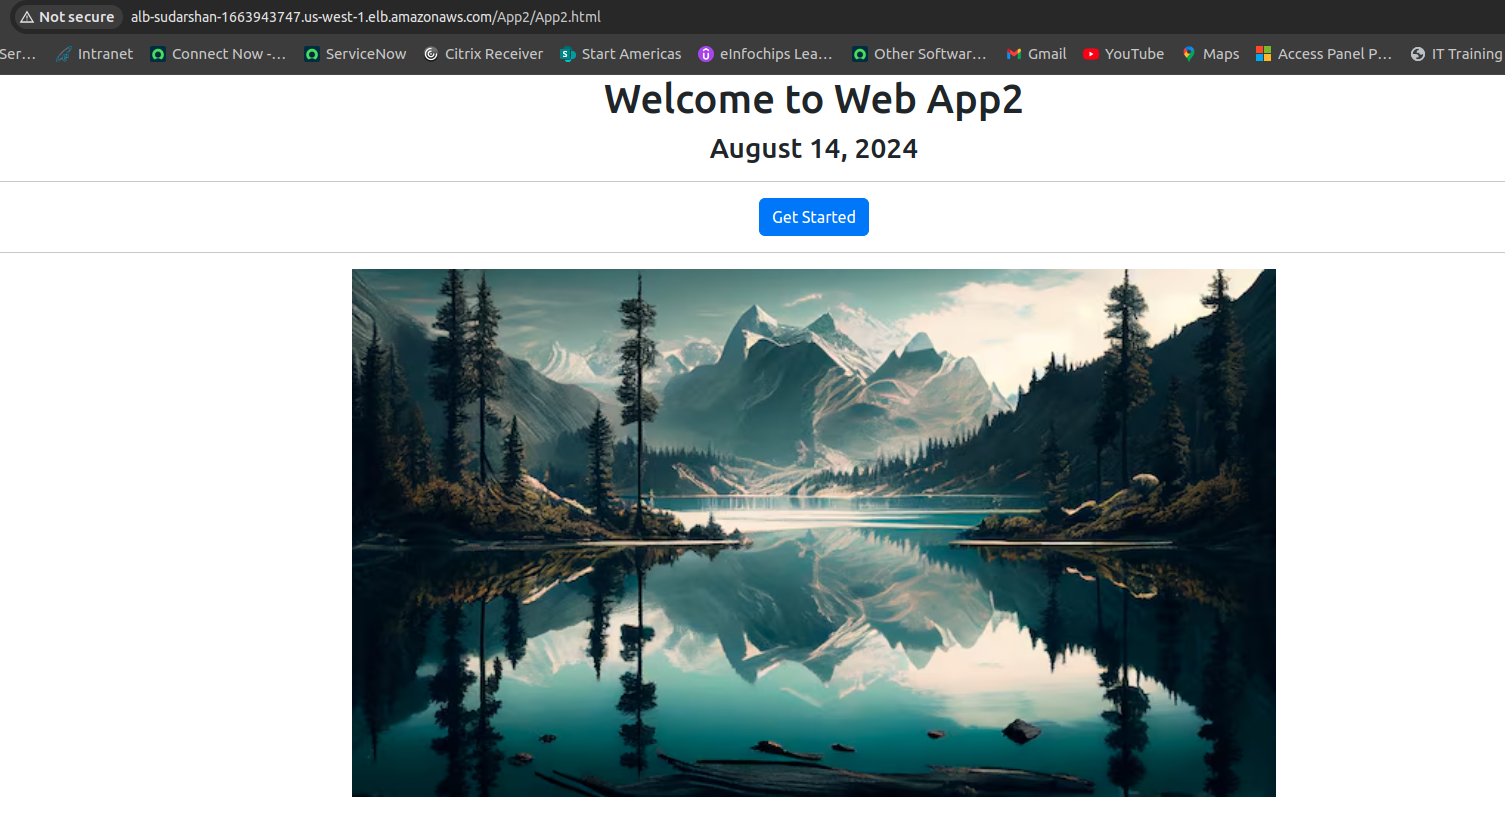 Not secure alb-sudarshan-1663943747.us-west-1.elb.amazonaws.com/App2/App2.html
Ser... Intranet Connect Now -... ServiceNow Citrix Receiver Start Americas eInfochips Lea... Other Softwar... Gmail YouTube Maps Access Panel P... IT Training
Welcome to Web App2
August 14, 2024
Get Started